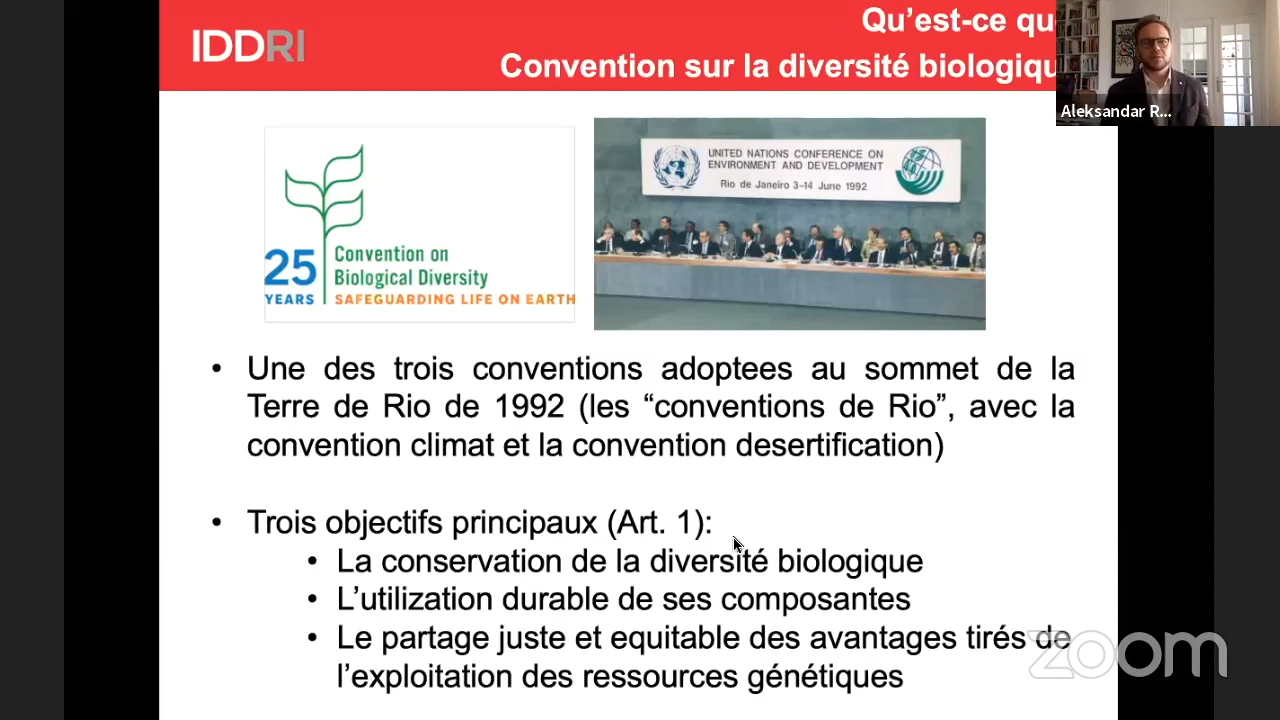 IDDRI
Qu’est-ce qu
Convention sur la diversité biologiqu
Aleksandar R...
25
YEARS
Convention on
Biological Diversity
SAFEGUARDING LIFE ON EARTH
UNITED NATIONS CONFERENCE ON
ENVIRONMENT AND DEVELOPMENT
Rio de Janeiro 3–14 June 1992
• Une des trois conventions adoptees au sommet de la
Terre de Rio de 1992 (les “conventions de Rio”, avec la
convention climat et la convention desertification)
• Trois objectifs principaux (Art. 1):
• La conservation de la diversité biologique
• L’utilization durable de ses composantes
• Le partage juste et equitable des avantages tirés de
l’exploitation des ressources génétiques
zoom